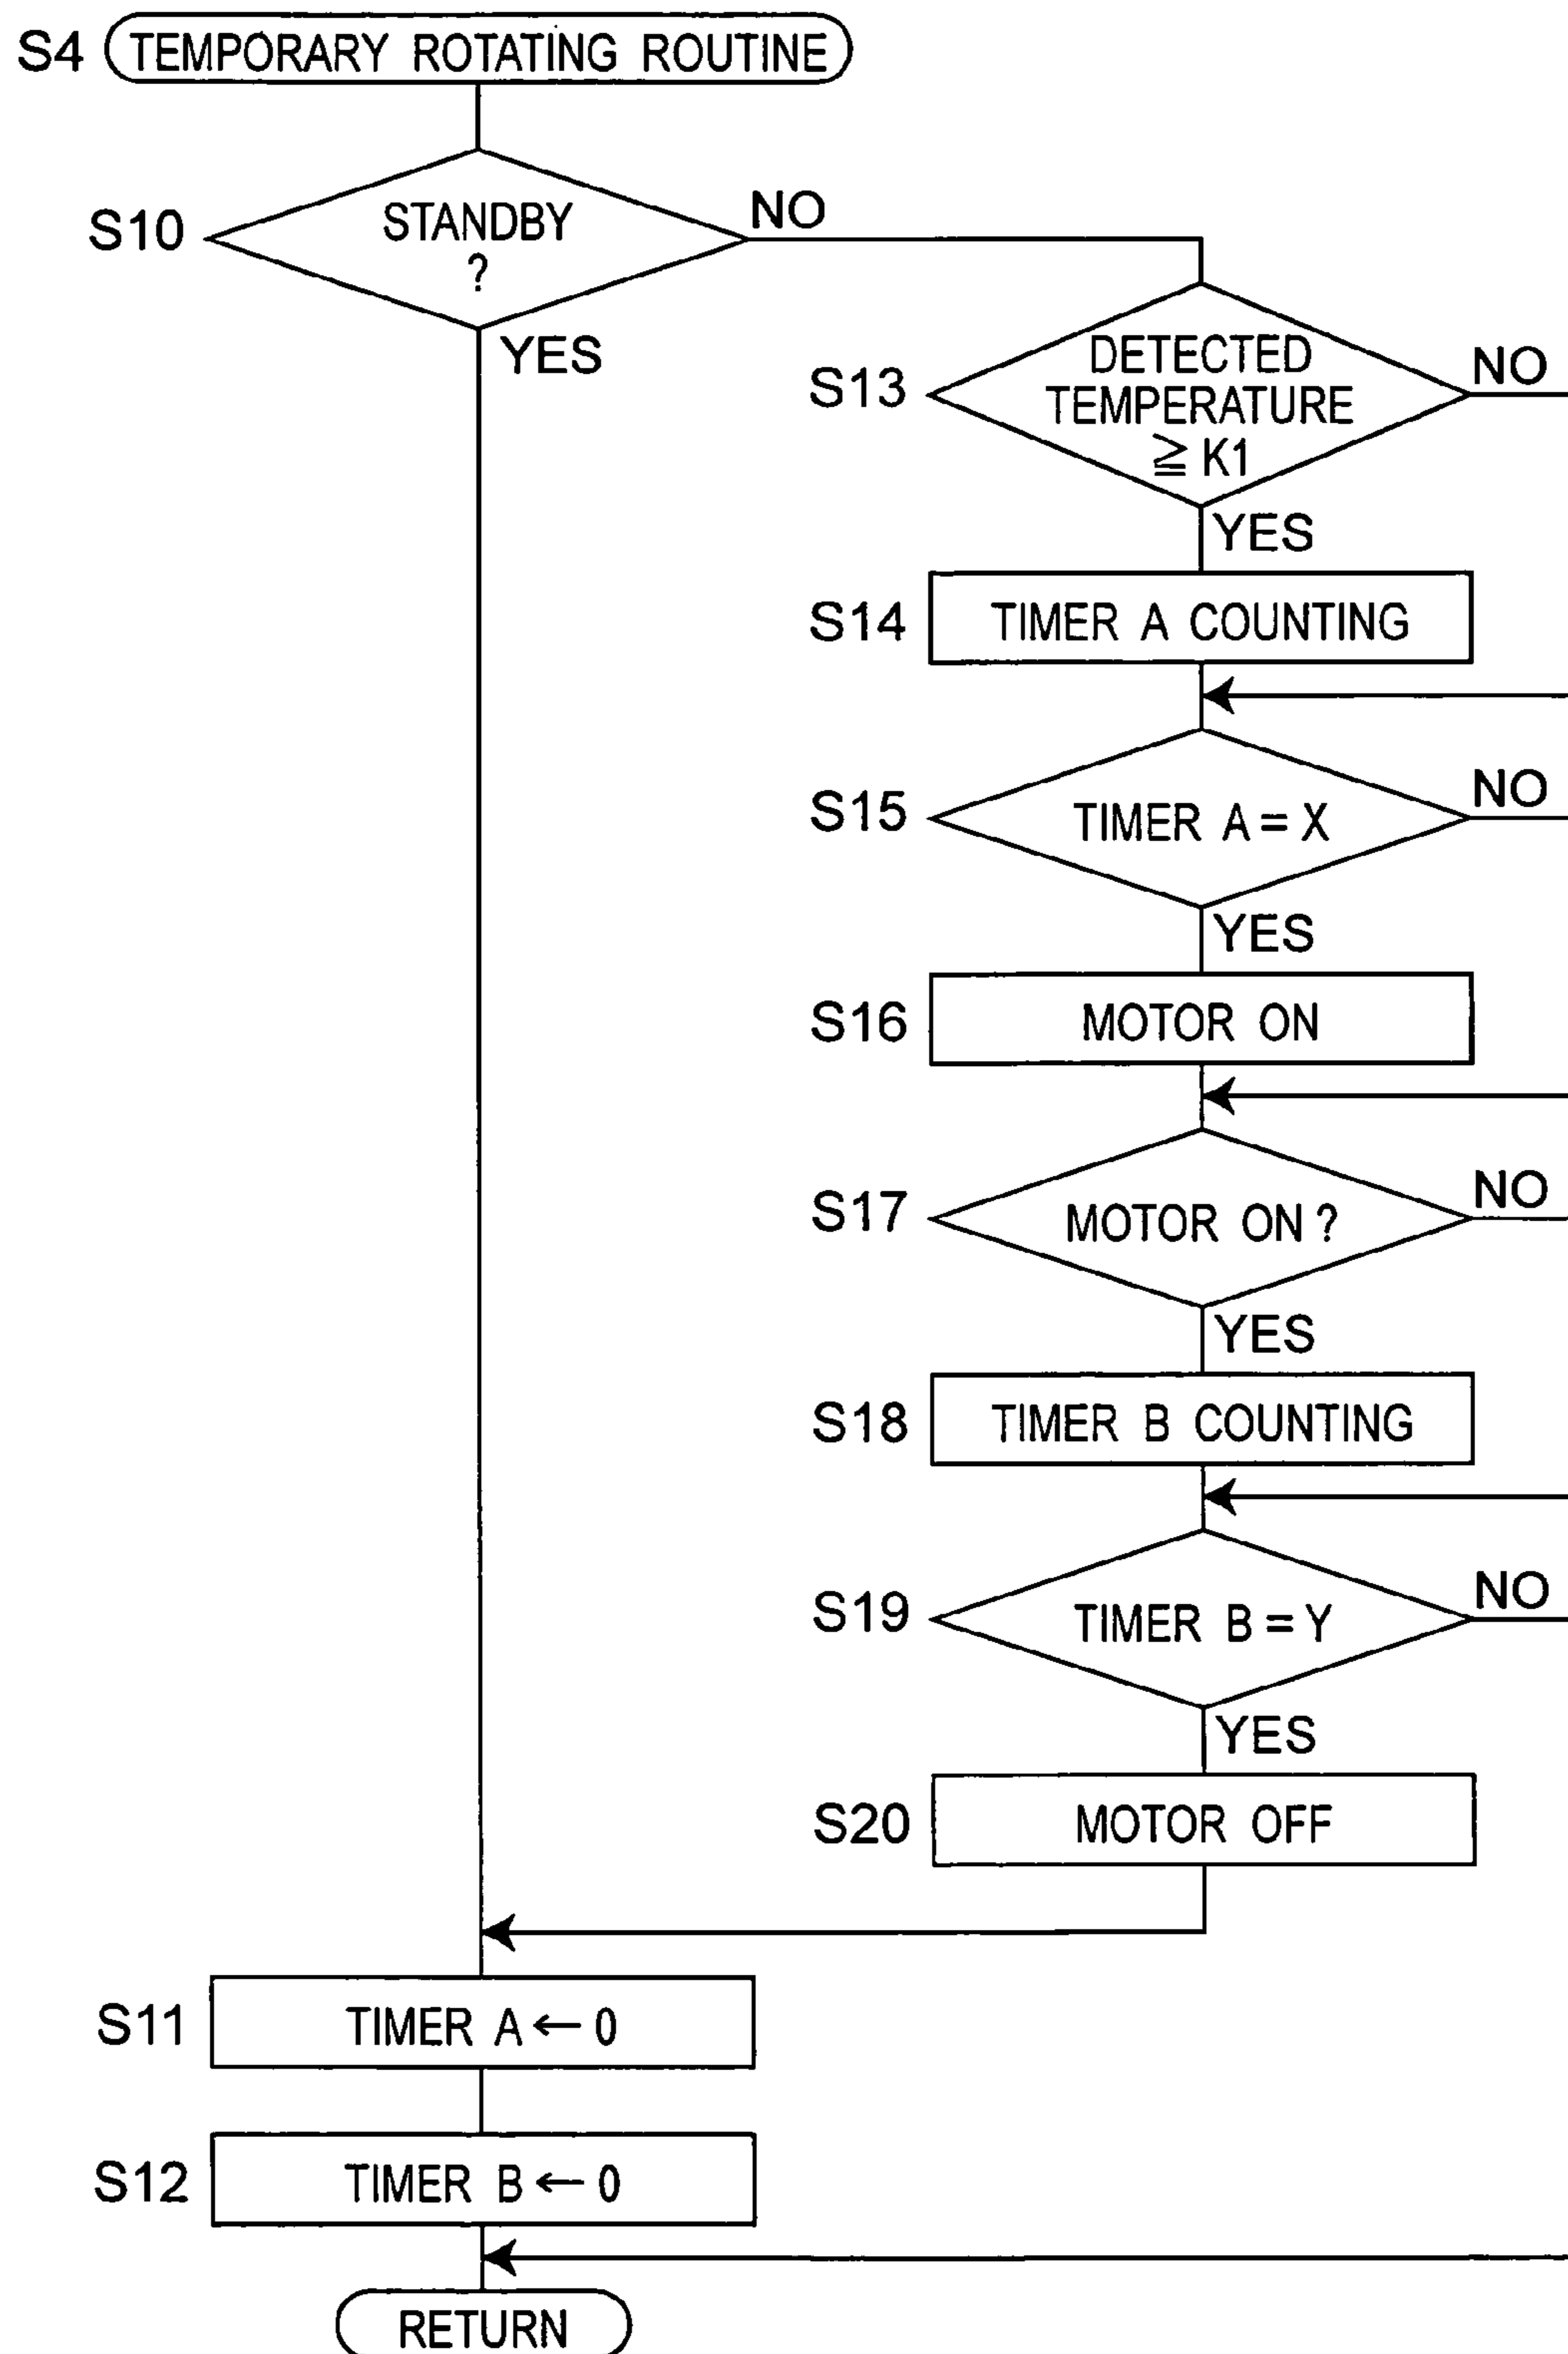 S4 TEMPORARY ROTATING ROUTINE
S10 STANDBY
?
NO
YES
S13 DETECTED
TEMPERATURE
≧ K1
NO
YES
S14 TIMER A COUNTING
S15 TIMER A = X
NO
YES
S16 MOTOR ON
S17 MOTOR ON ?
NO
YES
S18 TIMER B COUNTING
S19 TIMER B = Y
NO
YES
S20 MOTOR OFF
S11 TIMER A ← 0
S12 TIMER B ← 0
RETURN